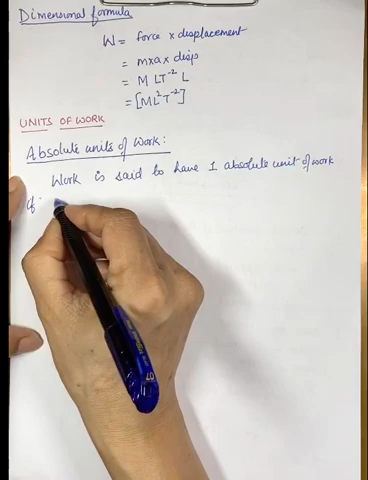 Dimensional formula
W = force x displacement
= m x a x disp
= M LT⁻² L
= [ML²T⁻²]
UNITS OF WORK
Absolute units of Work:
Work is said to have 1 absolute unit of work
if